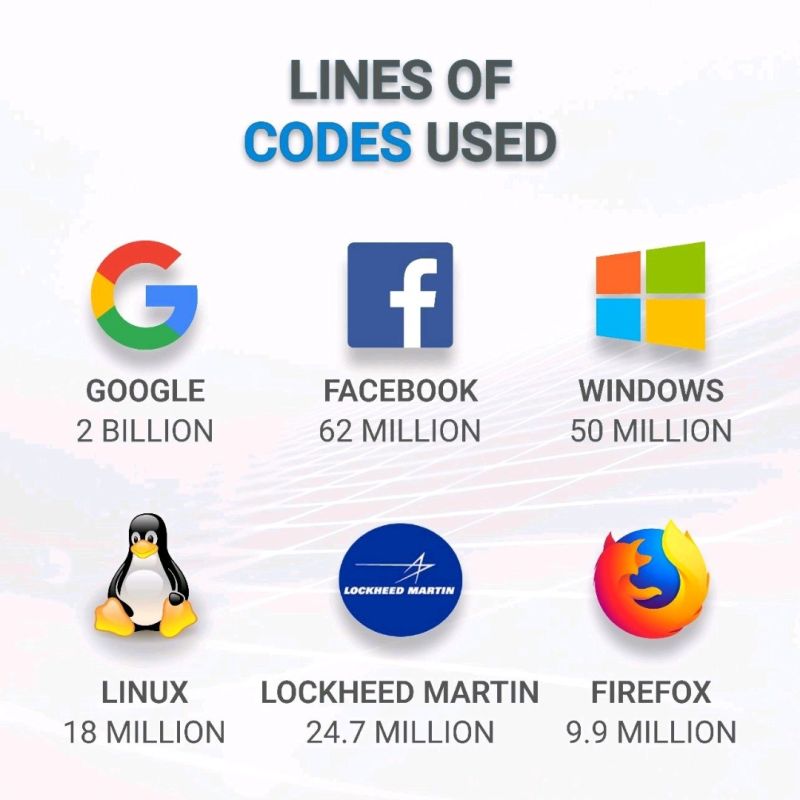 LINES OF
CODES USED
GOOGLE
2 BILLION
FACEBOOK
62 MILLION
WINDOWS
50 MILLION
LINUX
18 MILLION
LOCKHEED MARTIN
LOCKHEED MARTIN
24.7 MILLION
FIREFOX
9.9 MILLION